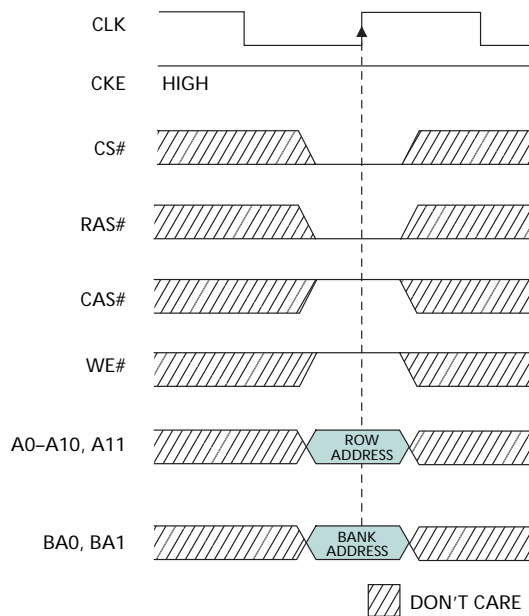 CLK
CKE HIGH
CS#
RAS#
CAS#
WE#
A0–A10, A11 ROW
ADDRESS
BA0, BA1 BANK
ADDRESS
DON'T CARE